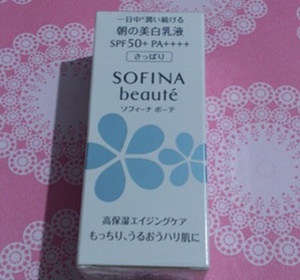 一日中*潤い続ける
朝の美白乳液
SPF50+ PA++++
さっぱり
SOFINA
beauté
ソフィーナ ボーテ
高保湿エイジングケア
もっちり、うるおうハリ肌に